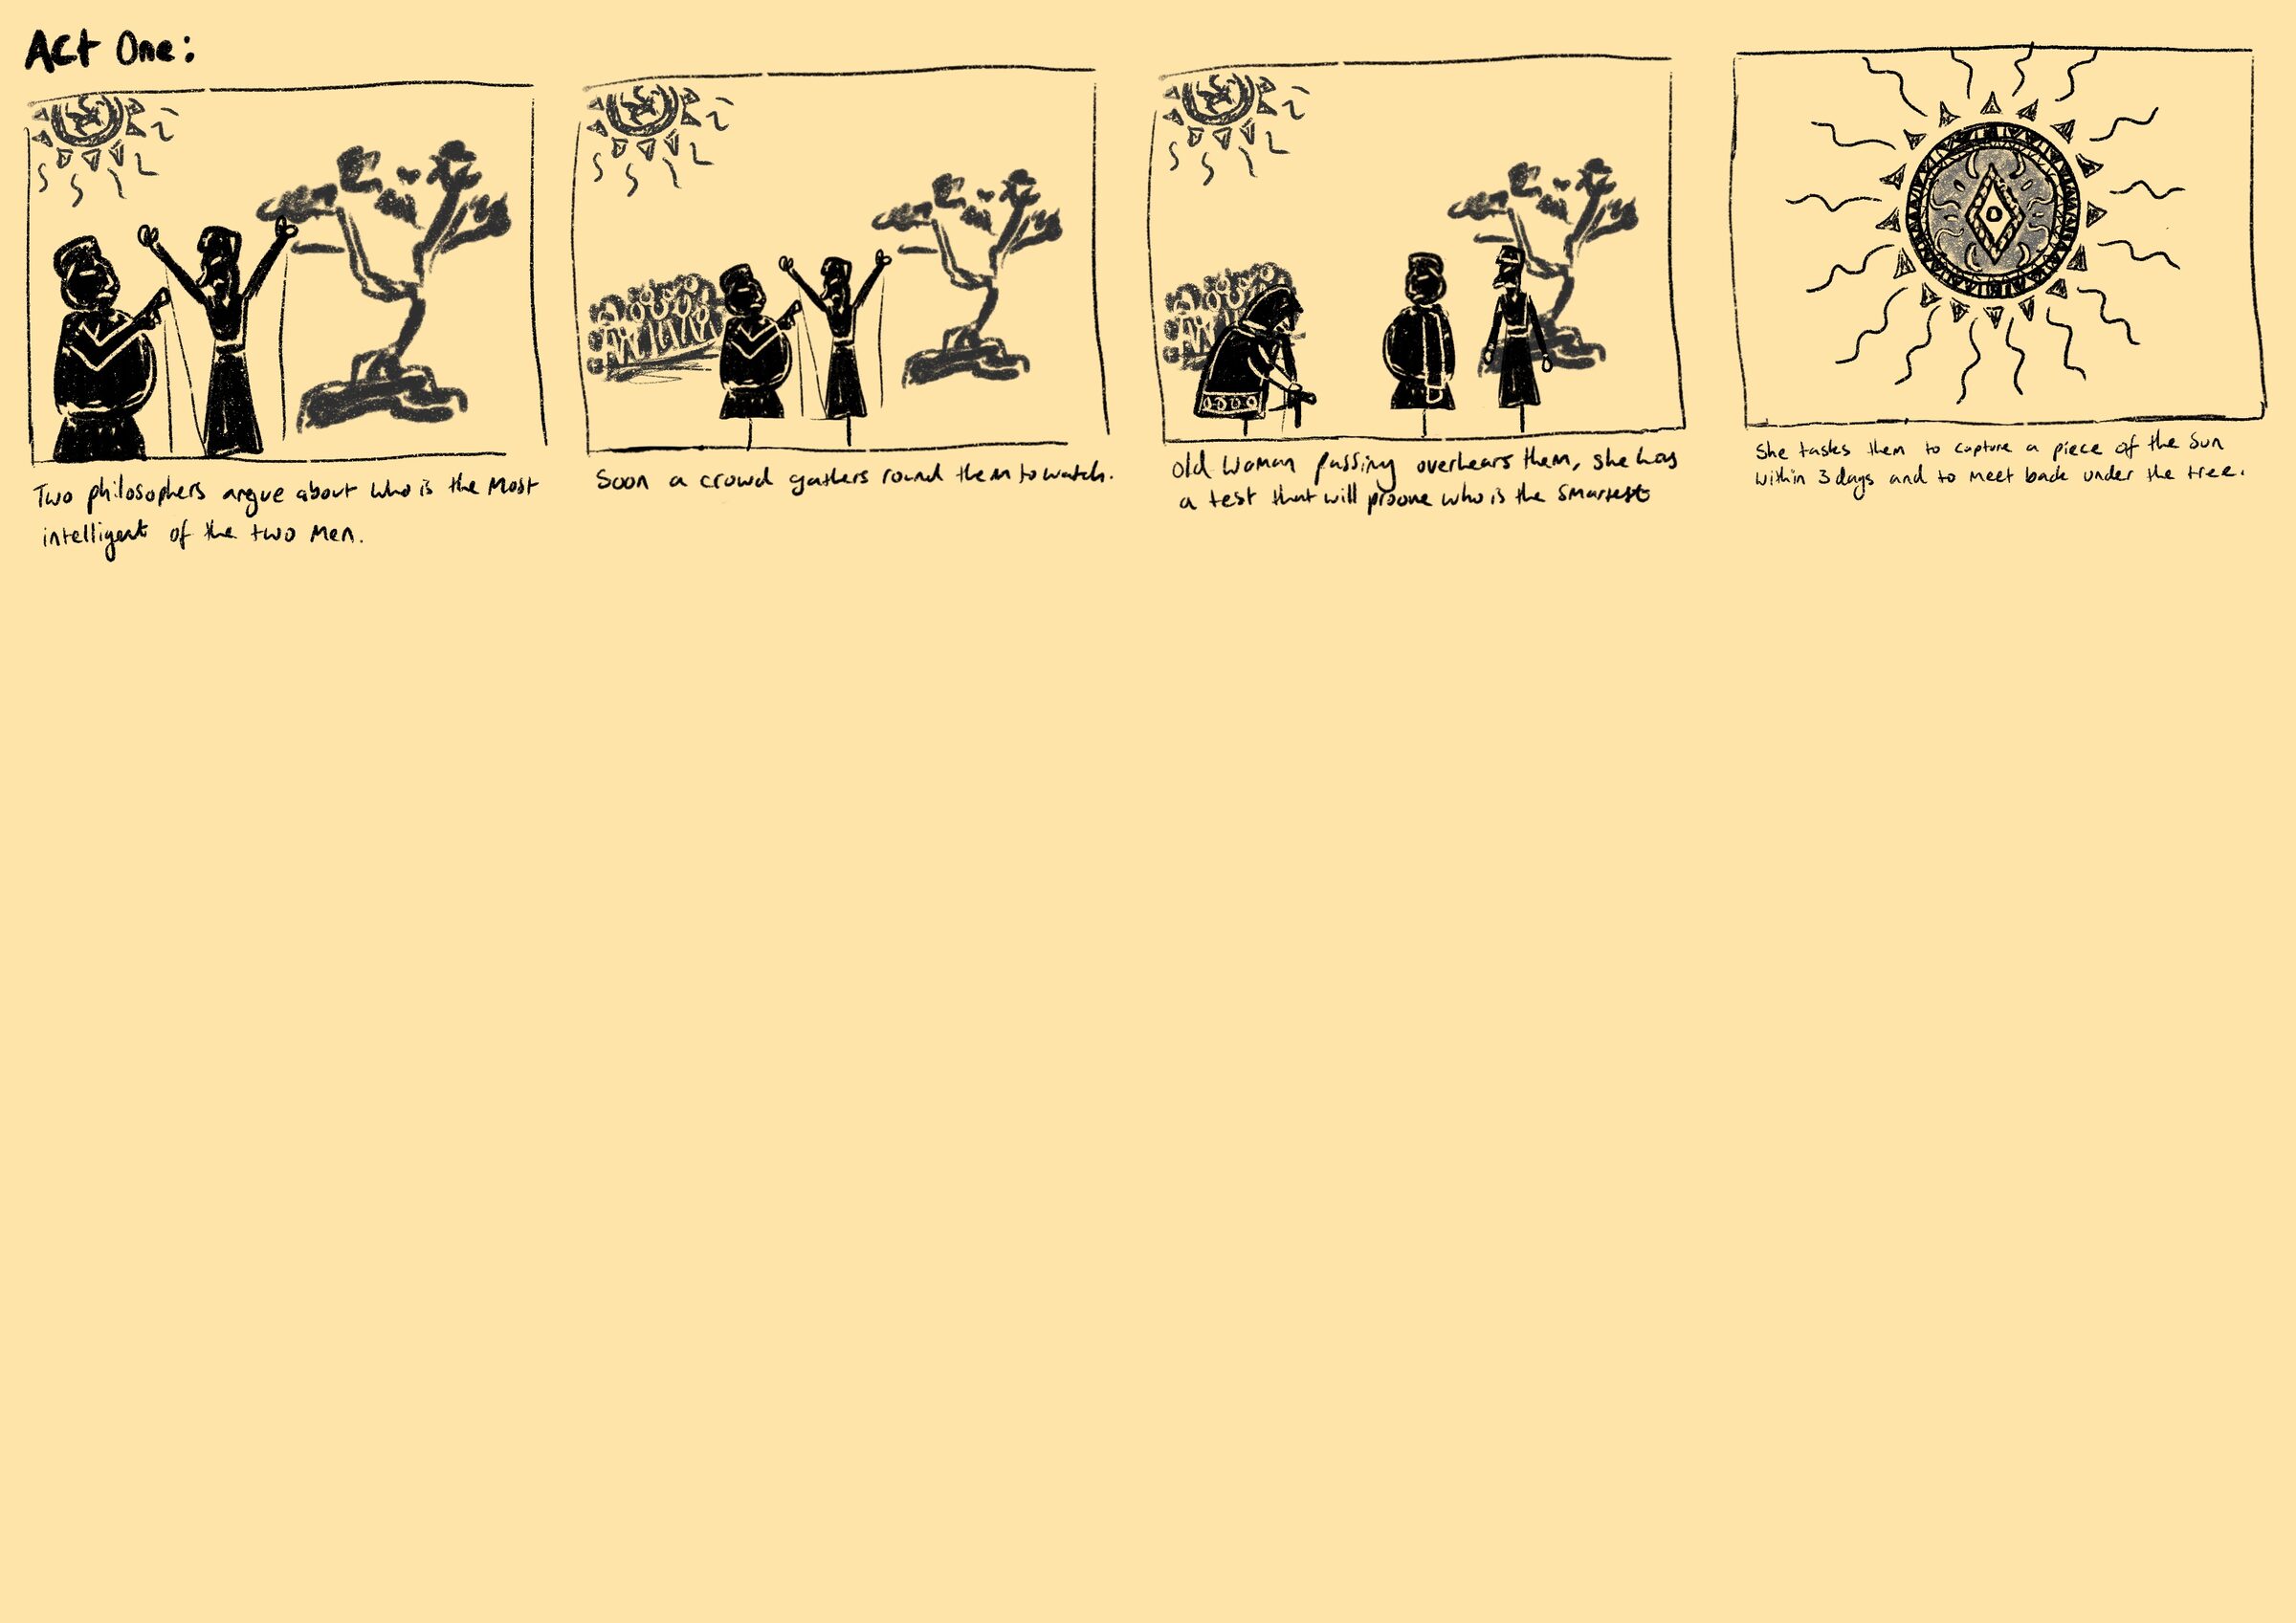 Act One:
Two philosophers argue about who is the most
intelligent of the two men.
Soon a crowd gathers round them to watch.
Old woman passing overhears them, she has
a test that will proove who is the smartest
She tasks them to capture a piece of the sun
within 3 days and to meet back under the tree.